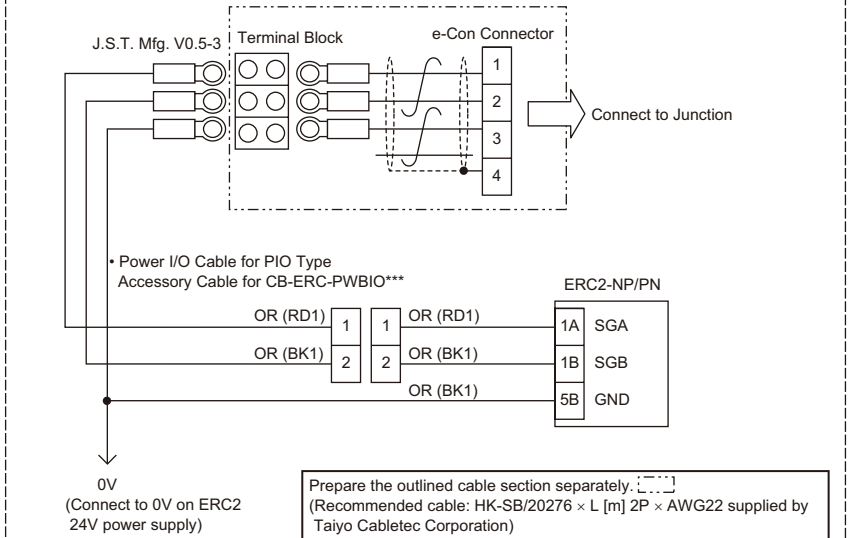 J.S.T. Mfg. V0.5-3
Terminal Block
e-Con Connector
1
2
3
4
Connect to Junction
• Power I/O Cable for PIO Type
Accessory Cable for CB-ERC-PWBIO***
ERC2-NP/PN
OR (RD1)
1
1
OR (RD1)
1A
SGA
OR (BK1)
2
2
OR (BK1)
1B
SGB
OR (BK1)
5B
GND
0V
(Connect to 0V on ERC2
24V power supply)
Prepare the outlined cable section separately.
(Recommended cable: HK-SB/20276 × L [m] 2P × AWG22 supplied by
Taiyo Cabletec Corporation)